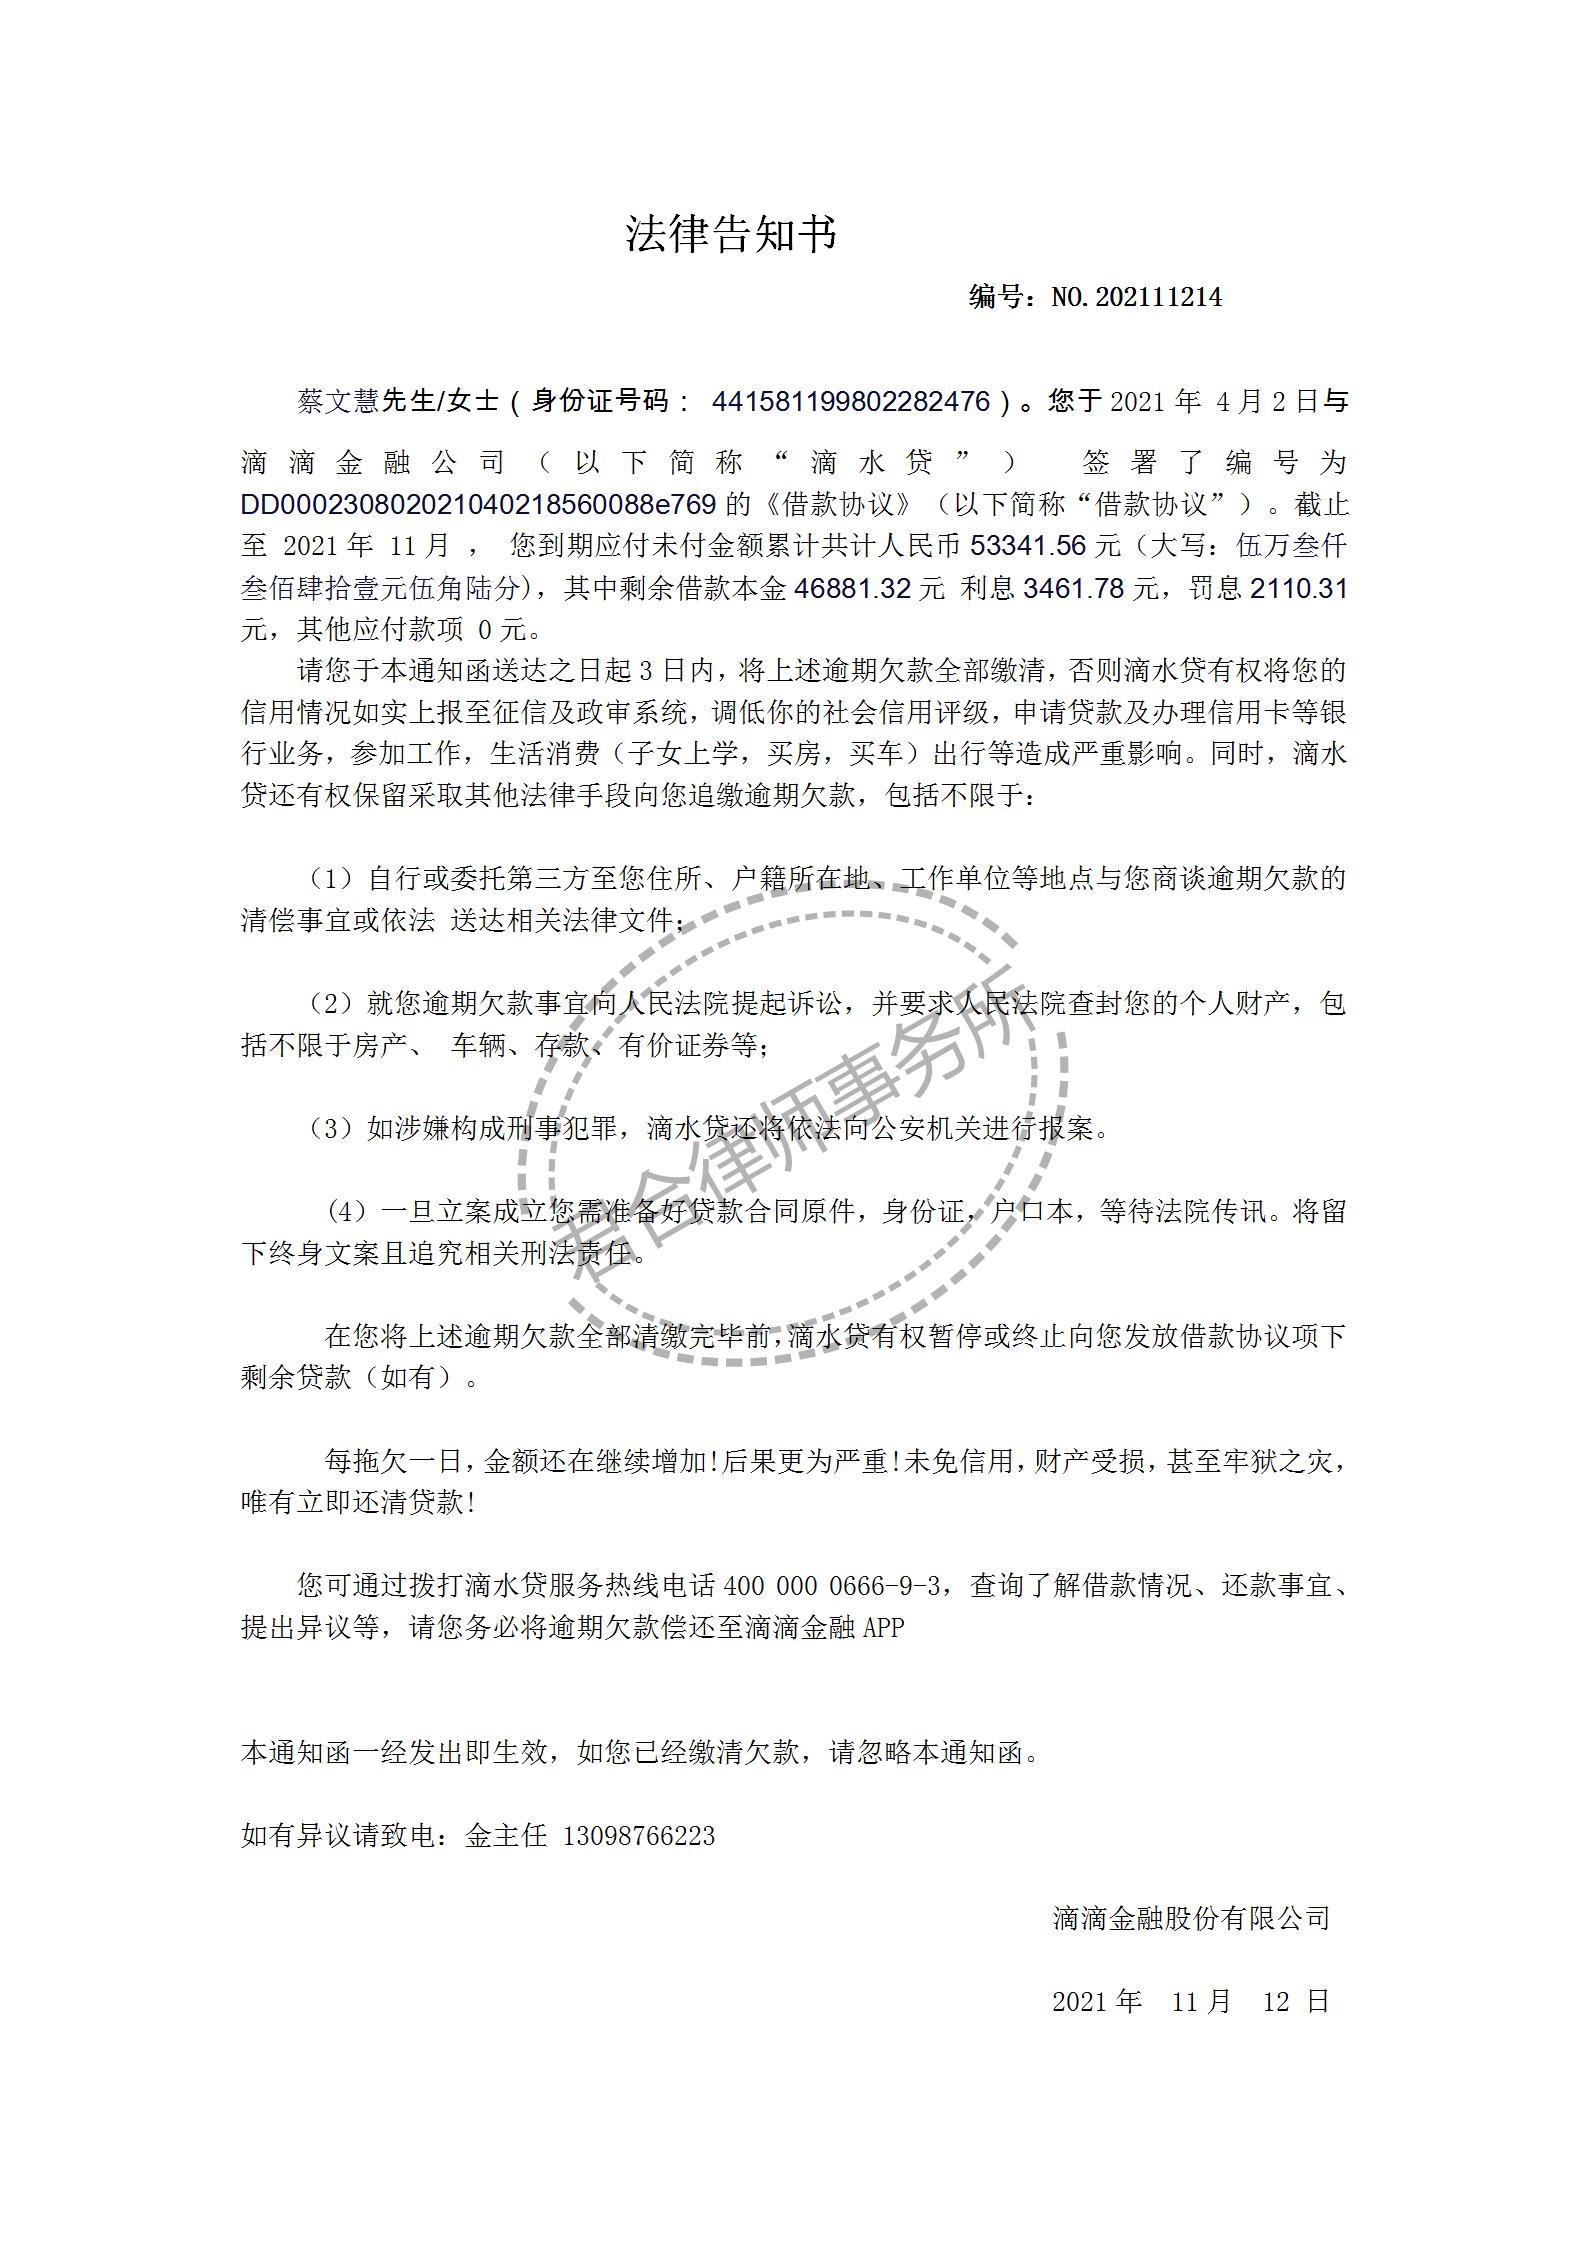 法律告知书
编号：NO.202111214
蔡文慧先生/女士（身份证号码： 441581199802282476）。您于 2021 年 4 月 2 日与
滴滴金融公司（以下简称“滴水贷”） 签署了编号为
DD0002308020210402185600​88e769 的《借款协议》（以下简称“借款协议”）。截止
至 2021 年 11 月 ， 您到期应付未付金额累计共计人民币 53341.56 元（大写：伍万叁仟
叁佰肆拾壹元伍角陆分），其中剩余借款本金 46881.32 元 利息 3461.78 元，罚息 2110.31
元，其他应付款项 0 元。
请您于本通知函送达之日起 3 日内，将上述逾期欠款全部缴清，否则滴水贷有权将您的
信用情况如实上报至征信及政审系统，调低你的社会信用评级，申请贷款及办理信用卡等银
行业务，参加工作，生活消费（子女上学，买房，买车）出行等造成严重影响。同时，滴水
贷还有权保留采取其他法律手段向您追缴逾期欠款，包括不限于：
（1）自行或委托第三方至您住所、户籍所在地、工作单位等地点与您商谈逾期欠款的
清偿事宜或依法 送达相关法律文件；
（2）就您逾期欠款事宜向人民法院提起诉讼，并要求人民法院查封您的个人财产，包
括不限于房产、 车辆、存款、有价证券等；
（3）如涉嫌构成刑事犯罪，滴水贷还将依法向公安机关进行报案。
（4）一旦立案成立您需准备好贷款合同原件，身份证，户口本，等待法院传讯。将留
下终身文案且追究相关刑法责任。
君合律师事务所
在您将上述逾期欠款全部清缴完毕前，滴水贷有权暂停或终止向您发放借款协议项下
剩余贷款（如有）。
每拖欠一日，金额还在继续增加！后果更为严重！未免信用，财产受损，甚至牢狱之灾，
唯有立即还清贷款！
您可通过拨打滴水贷服务热线电话 400 000 0666-9-3，查询了解借款情况、还款事宜、
提出异议等，请您务必将逾期欠款偿还至滴滴金融 APP
本通知函一经发出即生效，如您已经缴清欠款，请忽略本通知函。
如有异议请致电：金主任 13098766223
滴滴金融股份有限公司
2021 年 11 月 12 日